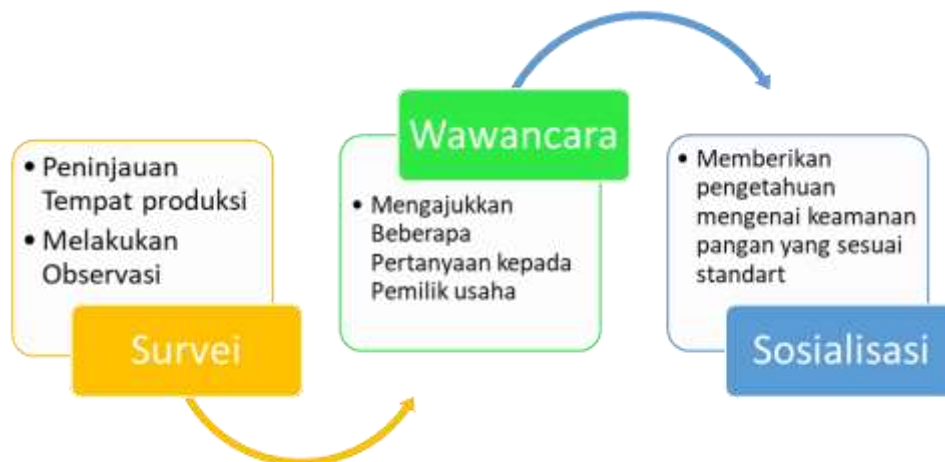 • Peninjauan
Tempat produksi
• Melakukan
Observasi
Survei
Wawancara
• Mengajukkan
Beberapa
Pertanyaan kepada
Pemilik usaha
• Memberikan
pengetahuan
mengenai keamanan
pangan yang sesuai
standart
Sosialisasi